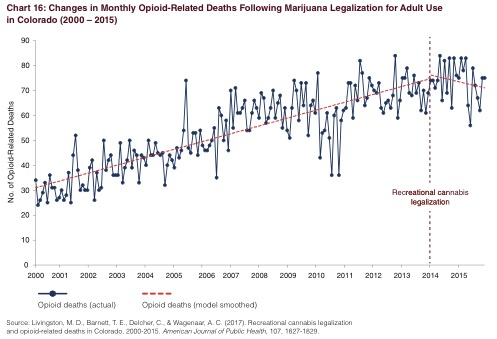 Chart 16: Changes in Monthly Opioid-Related Deaths Following Marijuana Legalization for Adult Use
in Colorado (2000 – 2015)
No. of Opioid-Related Deaths
90
80
70
60
50
40
30
20
10
0
Recreational cannabis
legalization
2000 2001 2002 2003 2004 2005 2006 2007 2008 2009 2010 2011 2012 2013 2014 2015
Opioid deaths (actual) Opioid deaths (model smoothed)
Source: Livingston, M. D., Barnett, T. E., Delcher, C., & Wagenaar, A. C. (2017). Recreational cannabis legalization
and opioid-related deaths in Colorado, 2000-2015. American Journal of Public Health, 107, 1827-1829.